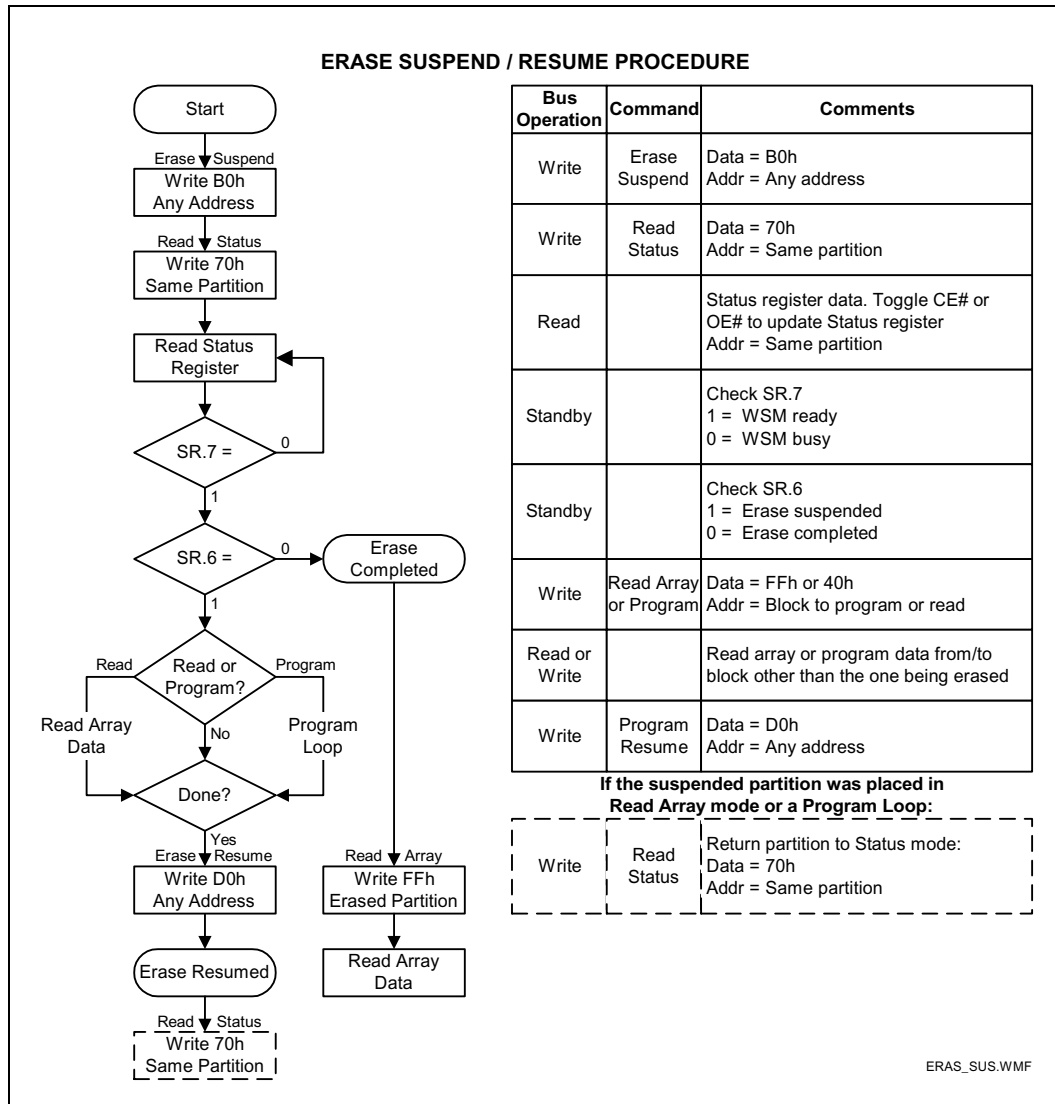 ERASE SUSPEND / RESUME PROCEDURE
Start
Erase Suspend
Write B0h
Any Address
Read Status
Write 70h
Same Partition
Read Status
Register
SR.7 =
0
1
SR.6 =
0
Erase
Completed
1
Read
Read or
Program?
Program
Read Array
Data
No
Program
Loop
Done?
Yes
Erase Resume
Write D0h
Any Address
Read Array
Write FFh
Erased Partition
Erase Resumed
Read Array
Data
Read Status
Write 70h
Same Partition
Bus
Operation
Command
Comments
Write
Erase
Suspend
Data = B0h
Addr = Any address
Write
Read
Status
Data = 70h
Addr = Same partition
Read
Status register data. Toggle CE# or
OE# to update Status register
Addr = Same partition
Standby
Check SR.7
1 = WSM ready
0 = WSM busy
Standby
Check SR.6
1 = Erase suspended
0 = Erase completed
Write
Read Array
or Program
Data = FFh or 40h
Addr = Block to program or read
Read or
Write
Read array or program data from/to
block other than the one being erased
Write
Program
Resume
Data = D0h
Addr = Any address
If the suspended partition was placed in
Read Array mode or a Program Loop:
Write
Read
Status
Return partition to Status mode:
Data = 70h
Addr = Same partition
ERAS_SUS.WMF